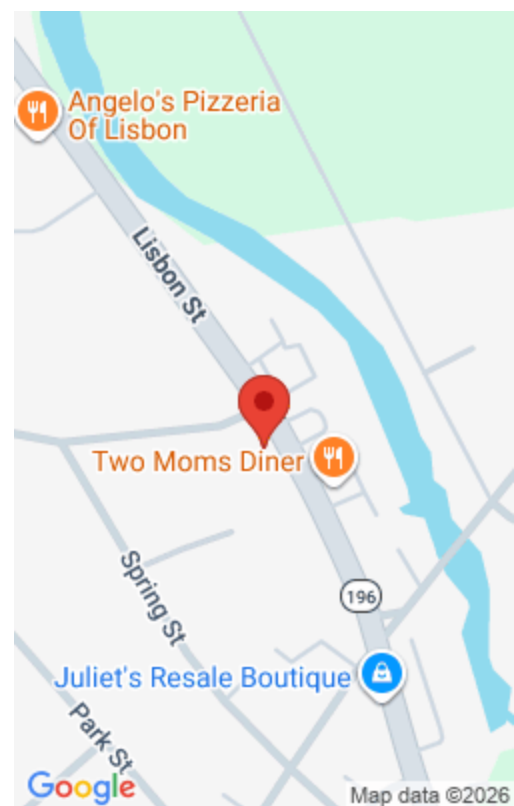 Angelo's Pizzeria
Of Lisbon
Lisbon St
Two Moms Diner
Spring St
196
Juliet's Resale Boutique
Park St
Google
Map data ©2026